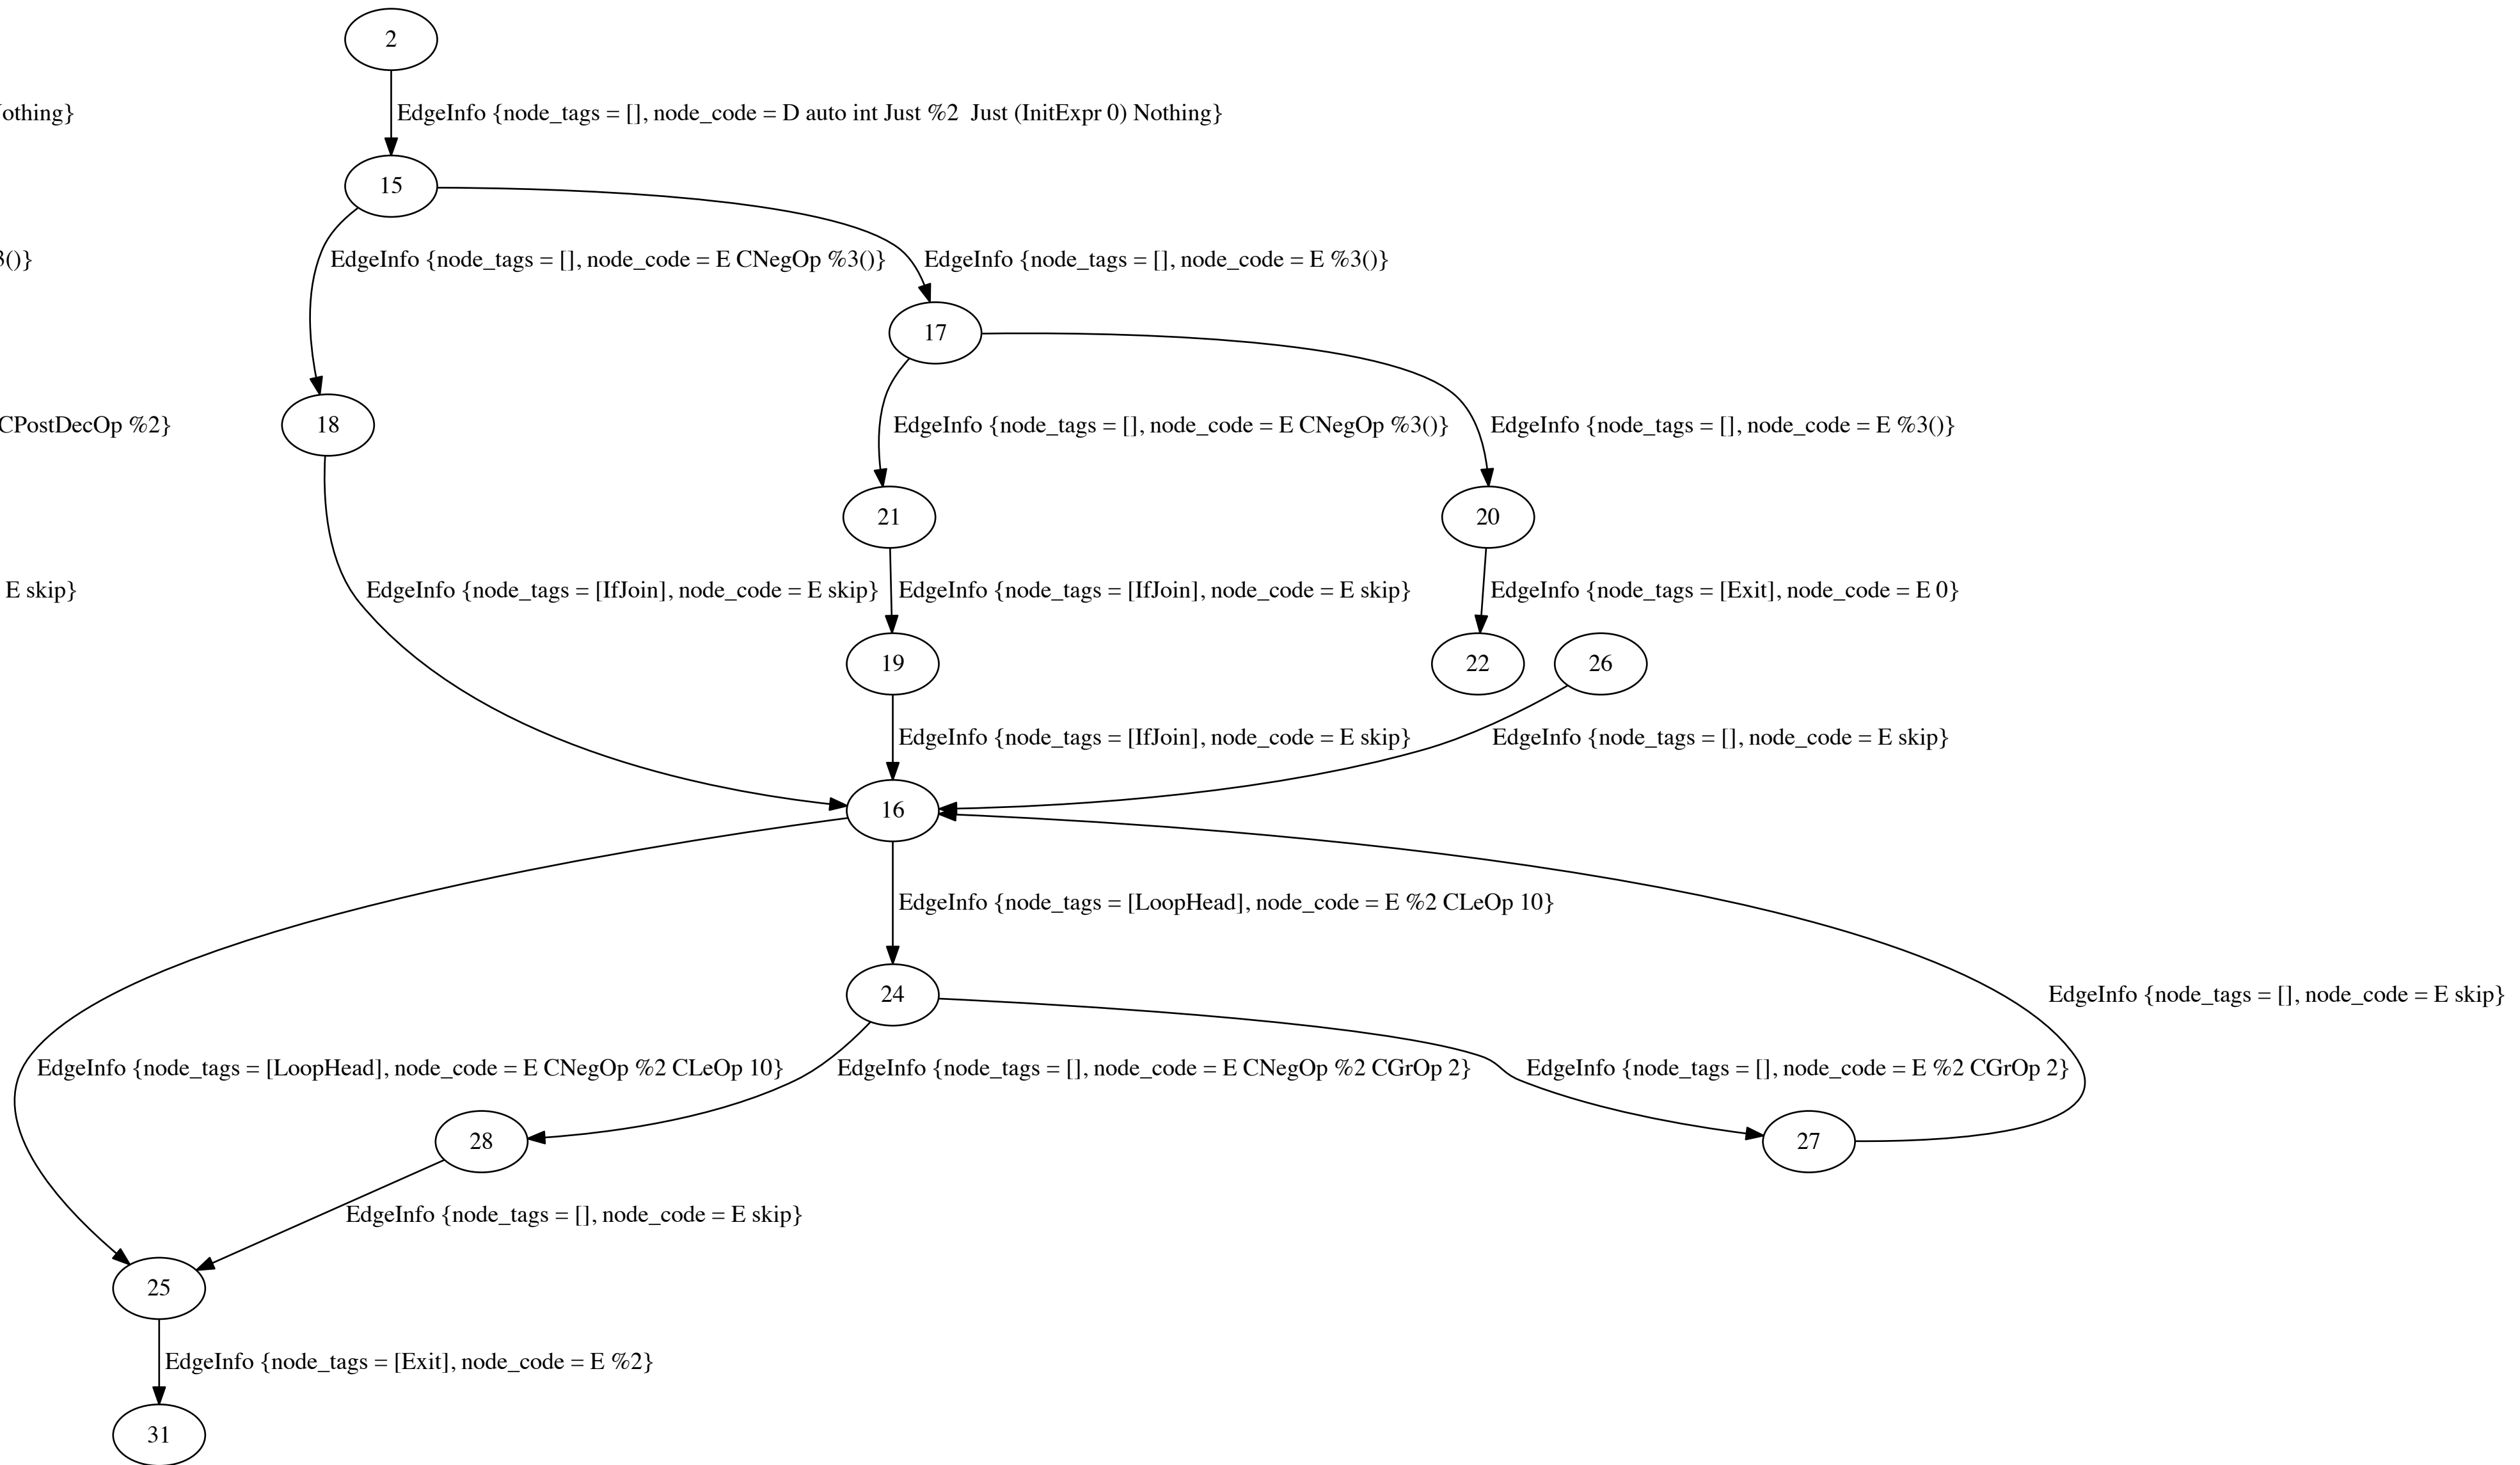 2
othing}
EdgeInfo {node_tags = [], node_code = D auto int Just %2  Just (InitExpr 0) Nothing}
15
3()}
EdgeInfo {node_tags = [], node_code = E CNegOp %3()}
EdgeInfo {node_tags = [], node_code = E %3()}
17
CPostDecOp %2}
18
EdgeInfo {node_tags = [], node_code = E CNegOp %3()}
EdgeInfo {node_tags = [], node_code = E %3()}
21
20
E skip}
EdgeInfo {node_tags = [IfJoin], node_code = E skip}
EdgeInfo {node_tags = [IfJoin], node_code = E skip}
EdgeInfo {node_tags = [Exit], node_code = E 0}
19
22
26
EdgeInfo {node_tags = [IfJoin], node_code = E skip}
EdgeInfo {node_tags = [], node_code = E skip}
16
EdgeInfo {node_tags = [LoopHead], node_code = E %2 CLeOp 10}
24
EdgeInfo {node_tags = [], node_code = E skip}
EdgeInfo {node_tags = [LoopHead], node_code = E CNegOp %2 CLeOp 10}
EdgeInfo {node_tags = [], node_code = E CNegOp %2 CGrOp 2}
EdgeInfo {node_tags = [], node_code = E %2 CGrOp 2}
28
27
EdgeInfo {node_tags = [], node_code = E skip}
25
EdgeInfo {node_tags = [Exit], node_code = E %2}
31